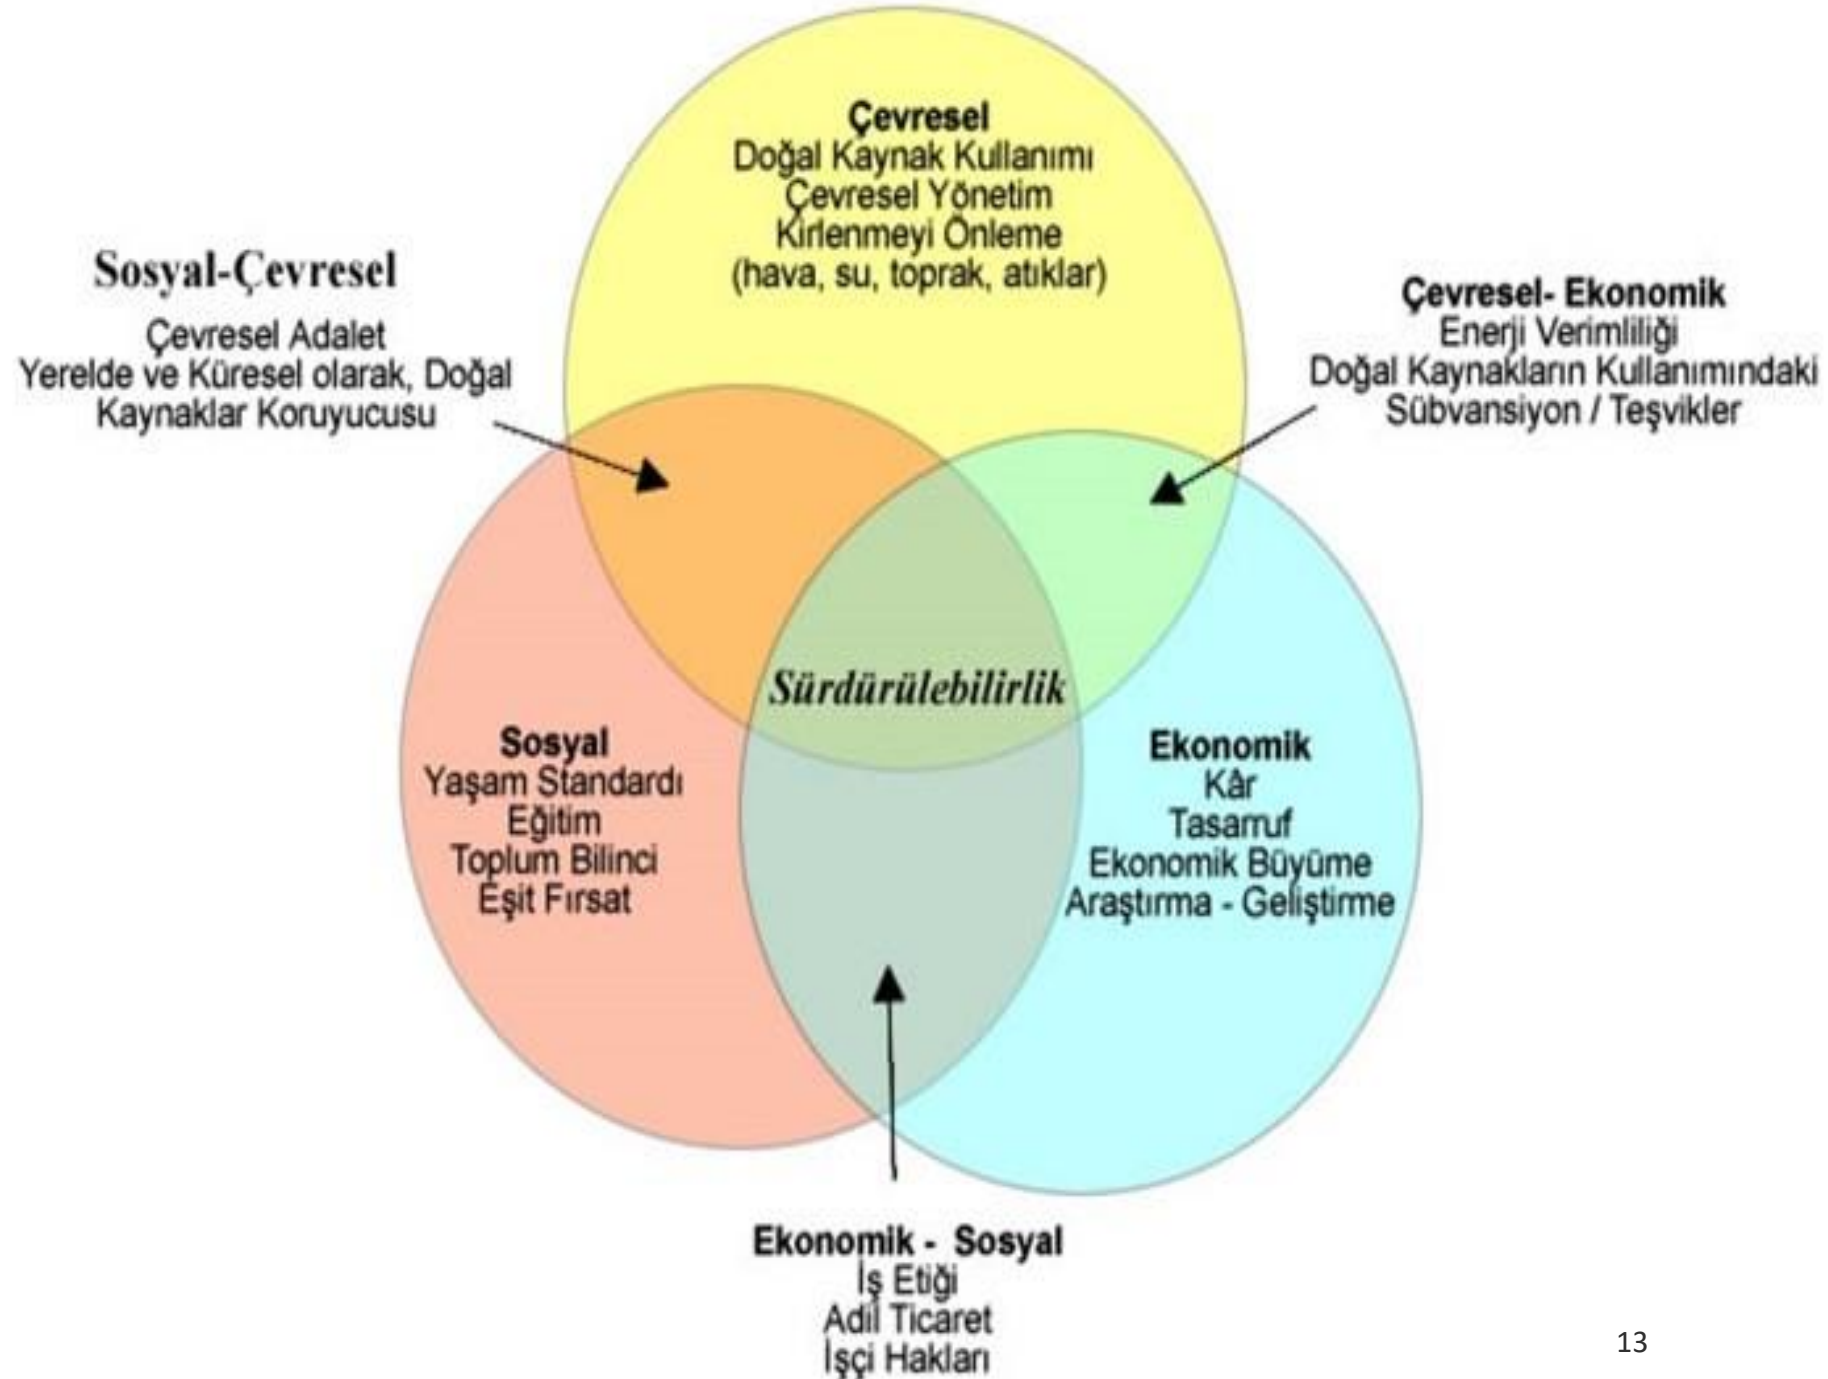 Çevresel
Doğal Kaynak Kullanımı
Çevresel Yönetim
Kirlenmeyi Önleme
(hava, su, toprak, atıklar)
Sosyal-Çevresel
Çevresel Adalet
Yerelde ve Küresel olarak, Doğal
Kaynaklar Koruyucusu
Çevresel- Ekonomik
Enerji Verimliliği
Doğal Kaynakların Kullanımındaki
Sübvansiyon / Teşvikler
Sürdürülebilirlik
Sosyal
Yaşam Standardı
Eğitim
Toplum Bilinci
Eşit Fırsat
Ekonomik
Kâr
Tasarruf
Ekonomik Büyüme
Araştırma - Geliştirme
Ekonomik - Sosyal
İş Etiği
Adil Ticaret
İşçi Hakları
13